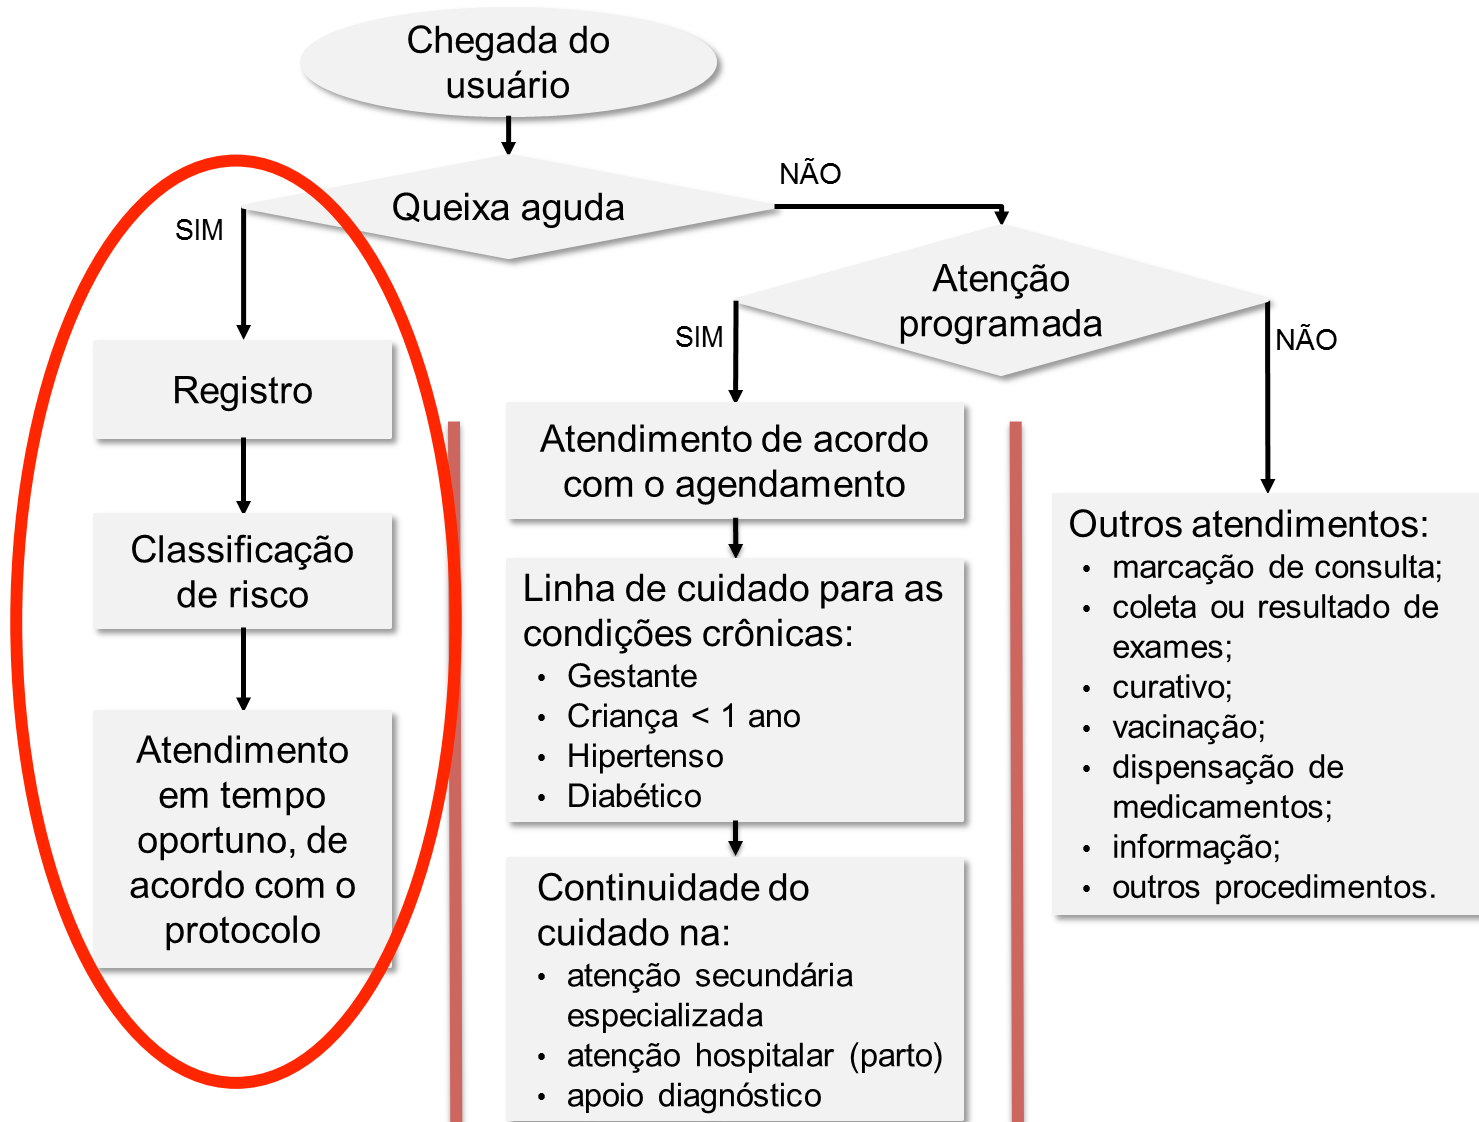 Chegada do
usuário
Queixa aguda
NÃO
SIM
Atenção
programada
SIM
NÃO
Registro
Classificação
de risco
Atendimento
em tempo
oportuno, de
acordo com o
protocolo
Atendimento de acordo
com o agendamento
Linha de cuidado para as
condições crônicas:
• Gestante
• Criança < 1 ano
• Hipertenso
• Diabético
Continuidade do
cuidado na:
• atenção secundária
especializada
• atenção hospitalar (parto)
• apoio diagnóstico
Outros atendimentos:
• marcação de consulta;
• coleta ou resultado de
exames;
• curativo;
• vacinação;
• dispensação de
medicamentos;
• informação;
• outros procedimentos.